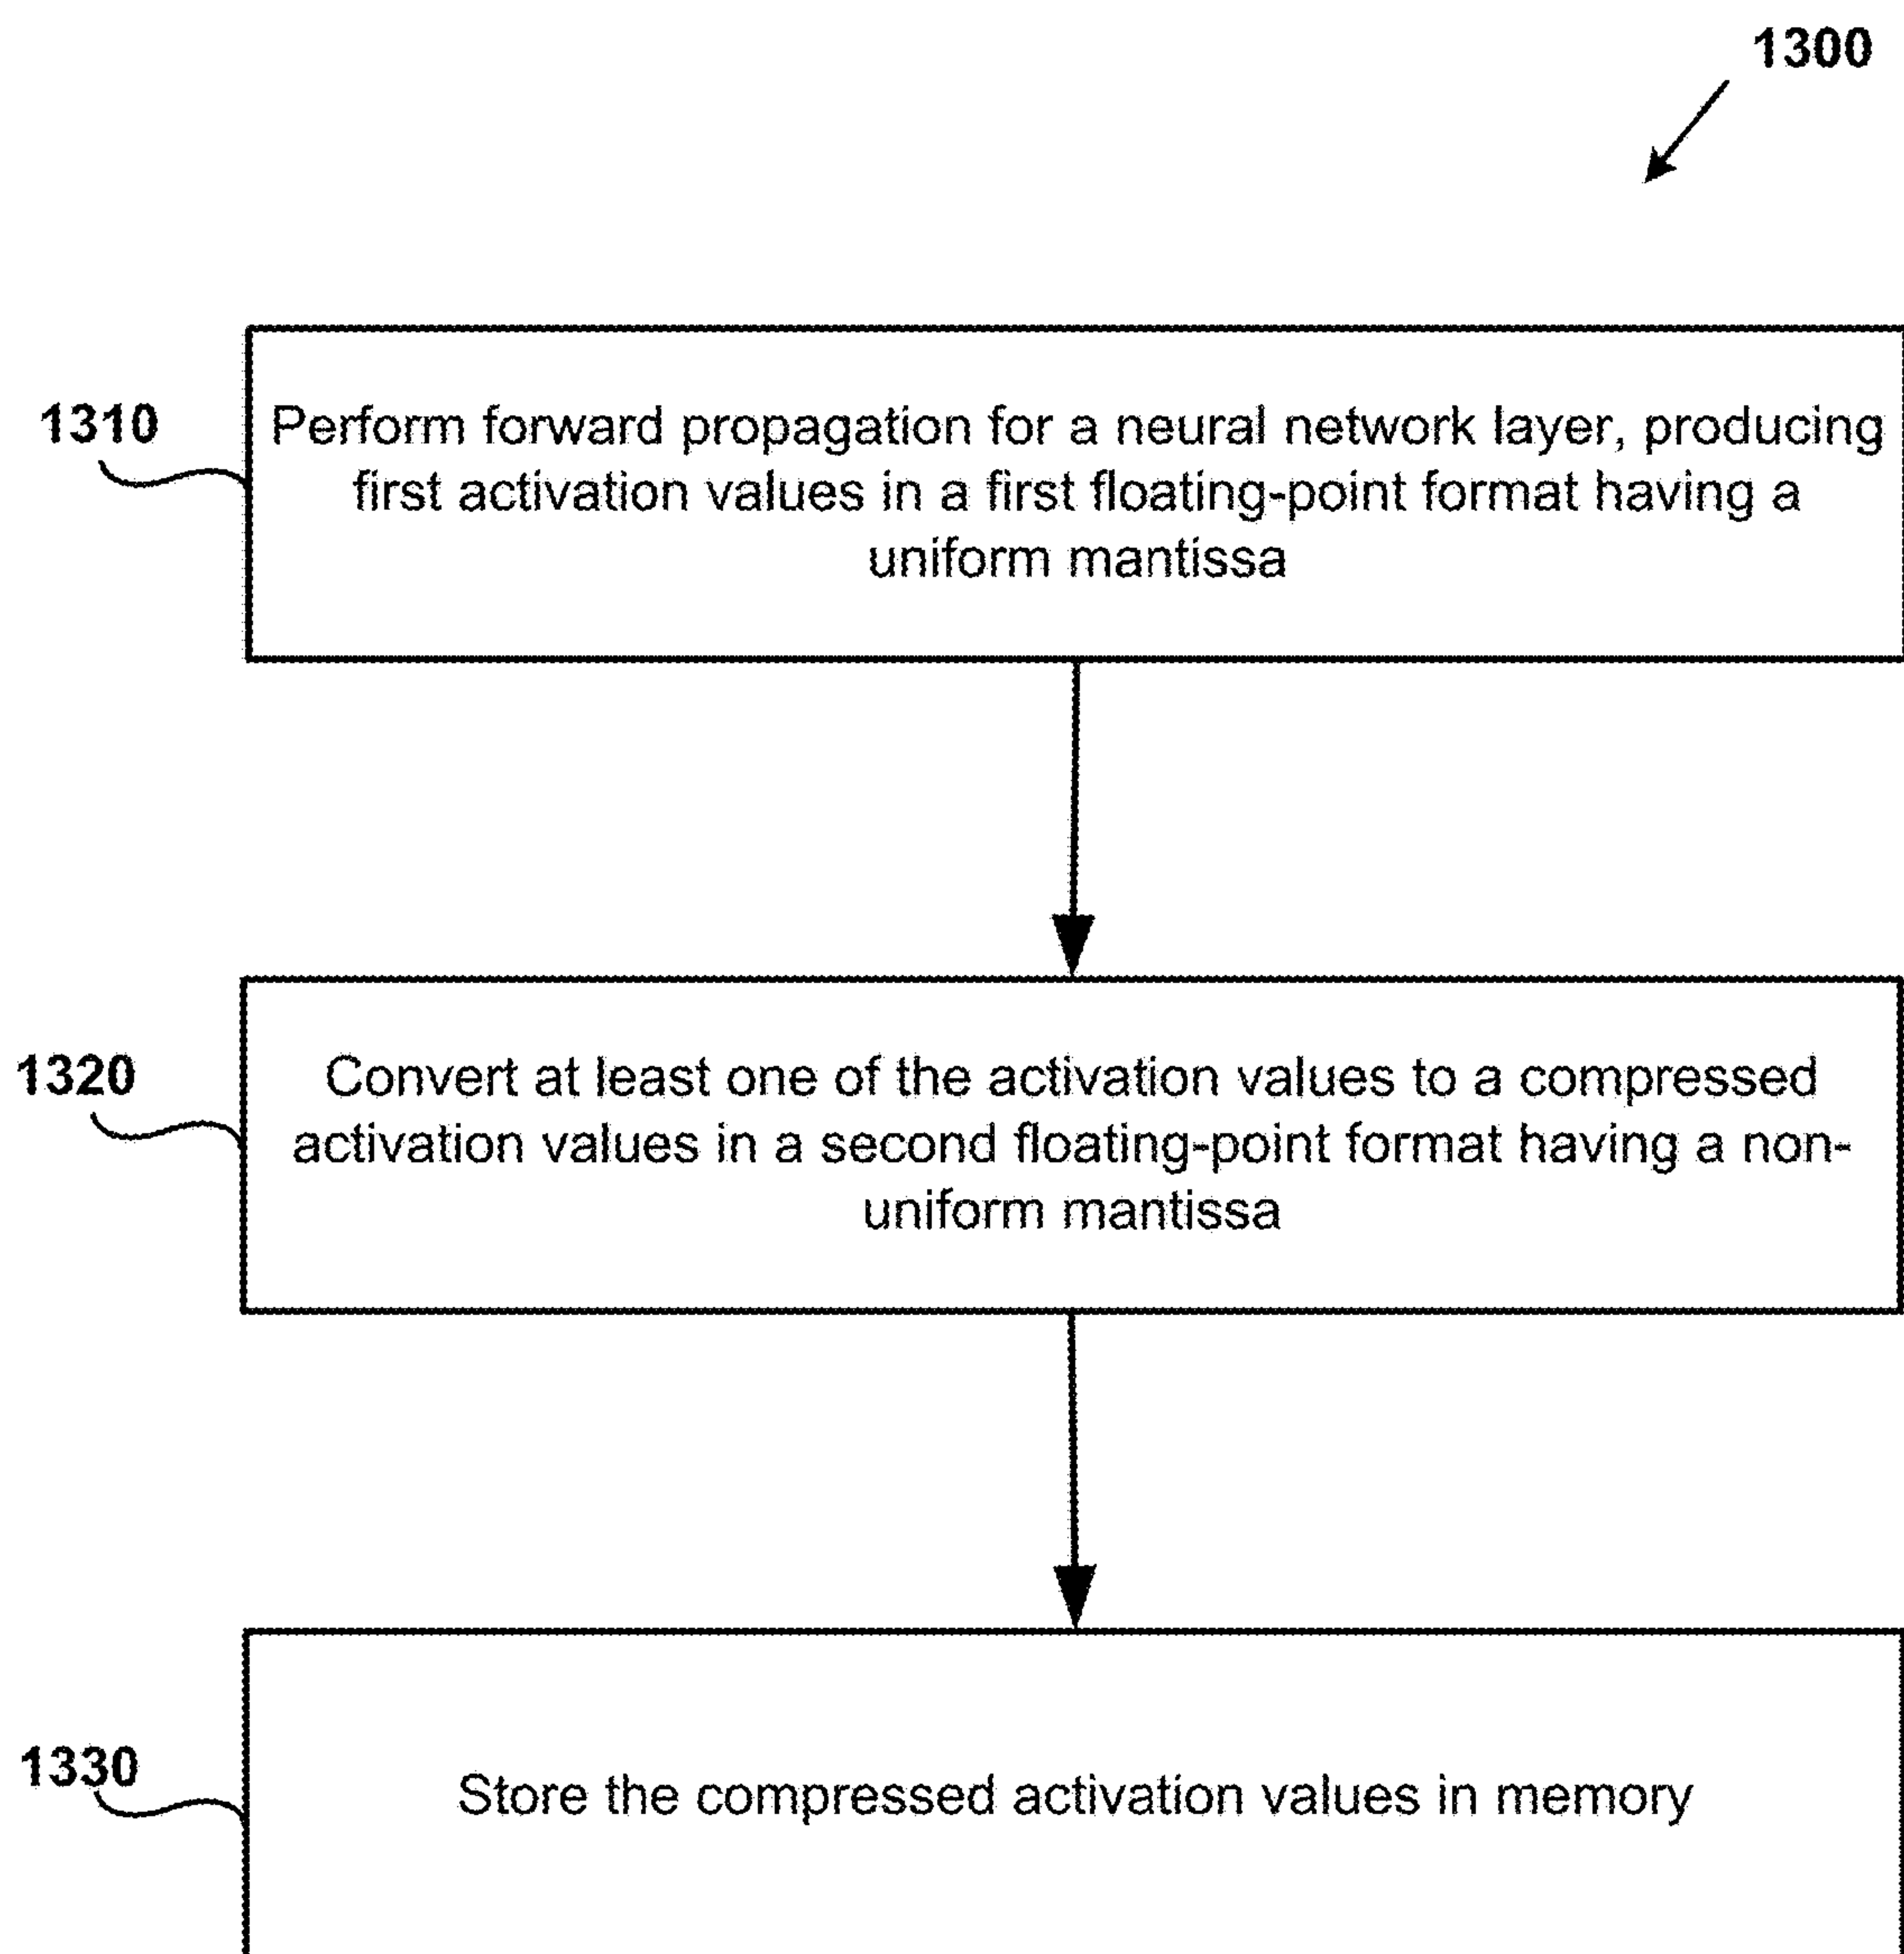 1300
1310
Perform forward propagation for a neural network layer, producing
first activation values in a first floating-point format having a
uniform mantissa
1320
Convert at least one of the activation values to a compressed
activation values in a second floating-point format having a non-
uniform mantissa
1330
Store the compressed activation values in memory